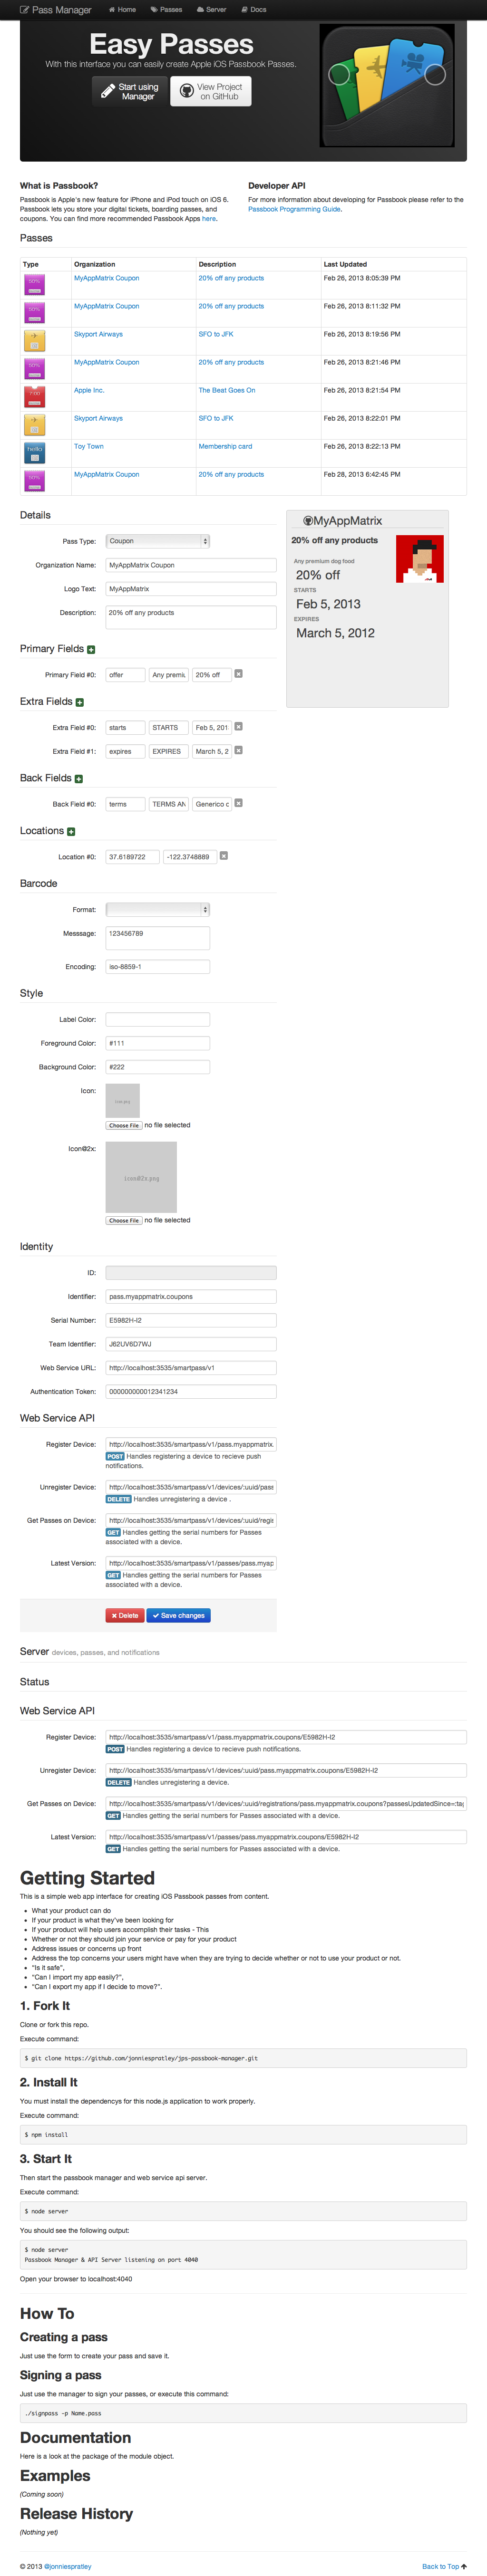 Pass Manager Home Passes Server Docs
Easy Passes
With this interface you can easily create Apple iOS Passbook Passes.
Start using Manager
View Project on GitHub
What is Passbook?
Passbook is Apple's new feature for iPhone and iPod touch on iOS 6.
Passbook lets you store your digital tickets, boarding passes, and
coupons. You can find more recommended Passbook Apps here.
Developer API
For more information about developing for Passbook please refer to the
Passbook Programming Guide.
Passes
Type Organization Description Last Updated
MyAppMatrix Coupon 20% off any products Feb 26, 2013 8:05:39 PM
MyAppMatrix Coupon 20% off any products Feb 26, 2013 8:11:32 PM
Skyport Airways SFO to JFK Feb 26, 2013 8:19:56 PM
MyAppMatrix Coupon 20% off any products Feb 26, 2013 8:21:46 PM
Apple Inc. The Beat Goes On Feb 26, 2013 8:21:54 PM
Skyport Airways SFO to JFK Feb 26, 2013 8:22:01 PM
hello Toy Town Membership card Feb 26, 2013 8:22:13 PM
MyAppMatrix Coupon 20% off any products Feb 28, 2013 6:42:45 PM
Details
Pass Type: Coupon
Organization Name: MyAppMatrix Coupon
Logo Text: MyAppMatrix
Description: 20% off any products
MyAppMatrix
20% off any products
Any premium dog food
20% off
STARTS
Feb 5, 2013
EXPIRES
March 5, 2012
Primary Fields
Primary Field #0: offer Any premiu 20% off
Extra Fields
Extra Field #0: starts STARTS Feb 5, 201
Extra Field #1: expires EXPIRES March 5, 2
Back Fields
Back Field #0: terms TERMS AN Generico c
Locations
Location #0: 37.6189722 -122.3748889
Barcode
Format:
Messsage: 123456789
Encoding: iso-8859-1
Style
Label Color:
Foreground Color: #111
Background Color: #222
Icon:
Choose File no file selected
Icon@2x: icon@2x.png
Choose File no file selected
Identity
ID:
Identifier: pass.myappmatrix.coupons
Serial Number: E5982H-I2
Team Identifier: J62UV6D7WJ
Web Service URL: http://localhost:3535/smartpass/v1
Authentication Token: 000000000012341234
Web Service API
Register Device: http://localhost:3535/smartpass/v1/pass.myappmatrix.
POST Handles registering a device to recieve push
notifications.
Unregister Device: http://localhost:3535/smartpass/v1/devices/:uuid/pass
DELETE Handles unregistering a device .
Get Passes on Device: http://localhost:3535/smartpass/v1/devices/:uuid/regis
GET Handles getting the serial numbers for Passes
associated with a device.
Latest Version: http://localhost:3535/smartpass/v1/passes/pass.myap
GET Handles getting the serial numbers for Passes
associated with a device.
Delete Save changes
Server devices, passes, and notifications
Status
Web Service API
Register Device: http://localhost:3535/smartpass/v1/pass.myappmatrix.coupons/E5982H-I2
POST Handles registering a device to recieve push notifications.
Unregister Device: http://localhost:3535/smartpass/v1/devices/:uuid/pass.myappmatrix.coupons/E5982H-I2
DELETE Handles unregistering a device.
Get Passes on Device: http://localhost:3535/smartpass/v1/devices/:uuid/registrations/pass.myappmatrix.coupons?passesUpdatedSince=:tag
GET Handles getting the serial numbers for Passes associated with a device.
Latest Version: http://localhost:3535/smartpass/v1/passes/pass.myappmatrix.coupons/E5982H-I2
GET Handles getting the serial numbers for Passes associated with a device.
Getting Started
This is a simple web app interface for creating iOS Passbook passes from content.
• What your product can do
• If your product is what they've been looking for
• If your product will help users accomplish their tasks - This
• Whether or not they should join your service or pay for your product
• Address issues or concerns up front
• Address the top concerns your users might have when they are trying to decide whether or not to use your product or not.
• "Is it safe",
• "Can I import my app easily?",
• "Can I export my app if I decide to move?".
1. Fork It
Clone or fork this repo.
Execute command:
$ git clone https://github.com/jonniespratley/jps-passbook-manager.git
2. Install It
You must install the dependencys for this node.js application to work properly.
Execute command:
$ npm install
3. Start It
Then start the passbook manager and web service api server.
Execute command:
$ node server
You should see the following output:
$ node server
Passbook Manager & API Server listening on port 4040
Open your browser to localhost:4040
How To
Creating a pass
Just use the form to create your pass and save it.
Signing a pass
Just use the manager to sign your passes, or execute this command:
./signpass -p Name.pass
Documentation
Here is a look at the package of the module object.
Examples
(Coming soon)
Release History
(Nothing yet)
© 2013 @jonniespratley Back to Top